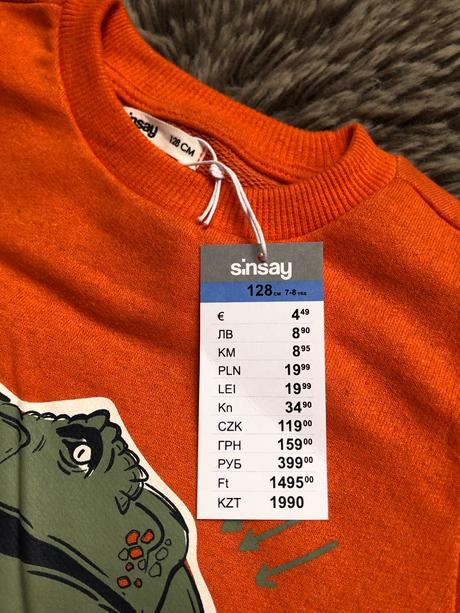 sinsay
128 CM
sinsay
128 CM 7-8 YRS
€ 4 49
ЛВ 8 90
KM 8 95
PLN 19 99
LEI 19 99
Kn 34 90
CZK 119 00
ГРН 159 00
РУБ 399 00
Ft 1495 00
KZT 1990